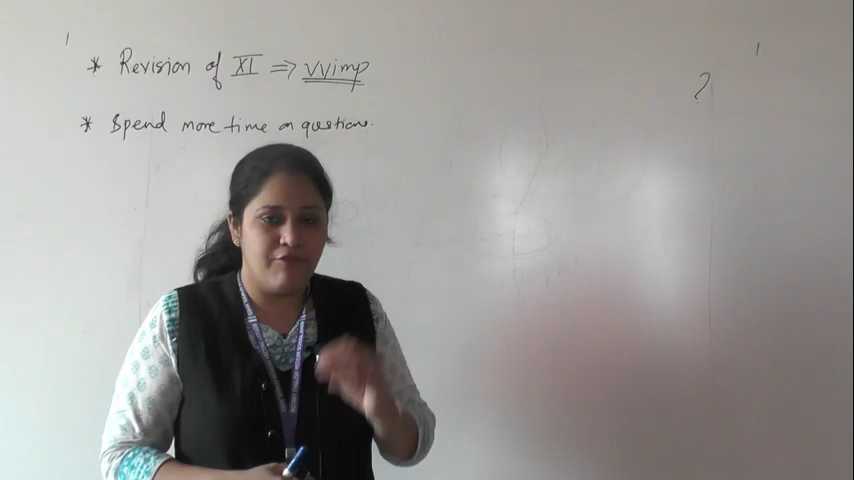 * Revision of XI ⇒ vvimp
* Spend more time on questions.
?